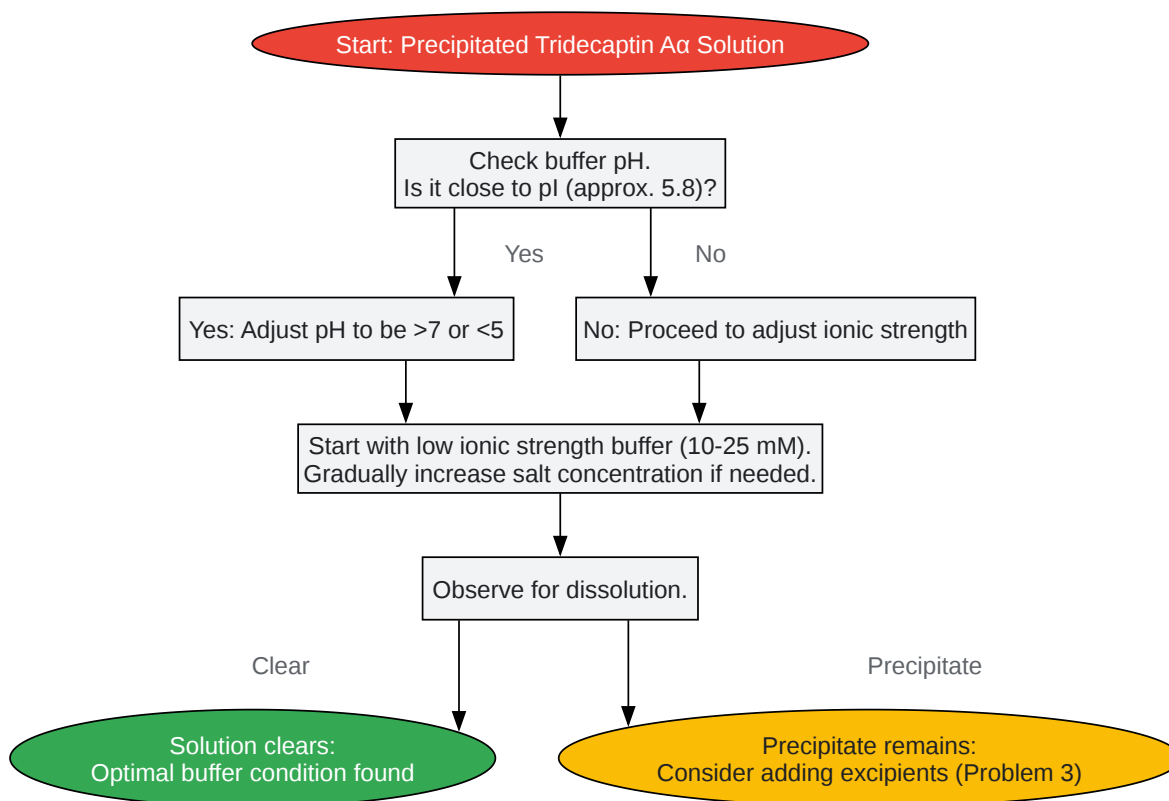 Start: Precipitated Tridecaptin Aα Solution
Check buffer pH.
Is it close to pI (approx. 5.8)?
Yes
No
Yes: Adjust pH to be >7 or <5
No: Proceed to adjust ionic strength
Start with low ionic strength buffer (10-25 mM).
Gradually increase salt concentration if needed.
Observe for dissolution.
Clear
Precipitate
Solution clears:
Optimal buffer condition found
Precipitate remains:
Consider adding excipients (Problem 3)